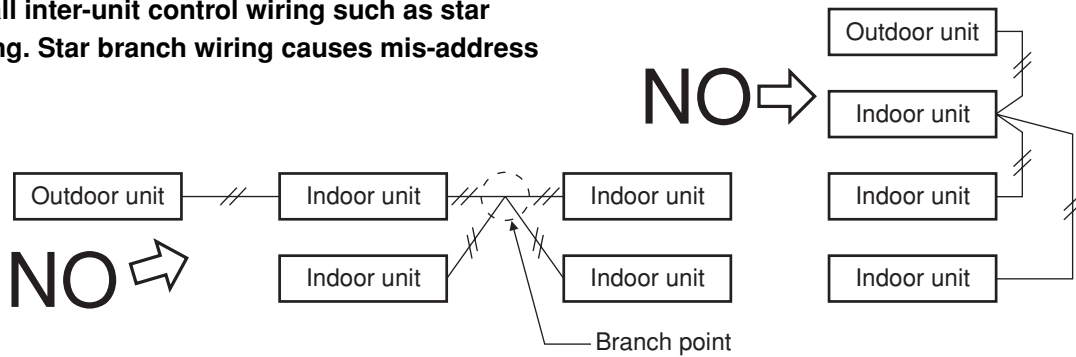 all inter-unit control wiring such as star
ng. Star branch wiring causes mis-address
NO
Outdoor unit
Indoor unit
Indoor unit
Indoor unit
Outdoor unit
Indoor unit
Indoor unit
NO
Indoor unit
Indoor unit
Branch point